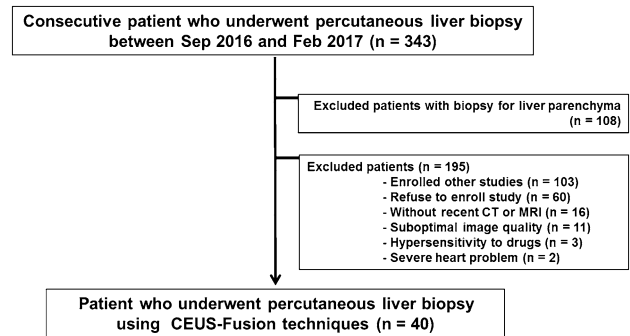 Consecutive patient who underwent percutaneous liver biopsy
between Sep 2016 and Feb 2017 (n = 343)
Excluded patients with biopsy for liver parenchyma
(n = 108)
Excluded patients (n = 195)
- Enrolled other studies (n = 103)
- Refuse to enroll study (n = 60)
- Without recent CT or MRI (n = 16)
- Suboptimal image quality (n = 11)
- Hypersensitivity to drugs (n = 3)
- Severe heart problem (n = 2)
Patient who underwent percutaneous liver biopsy
using CEUS-Fusion techniques (n = 40)